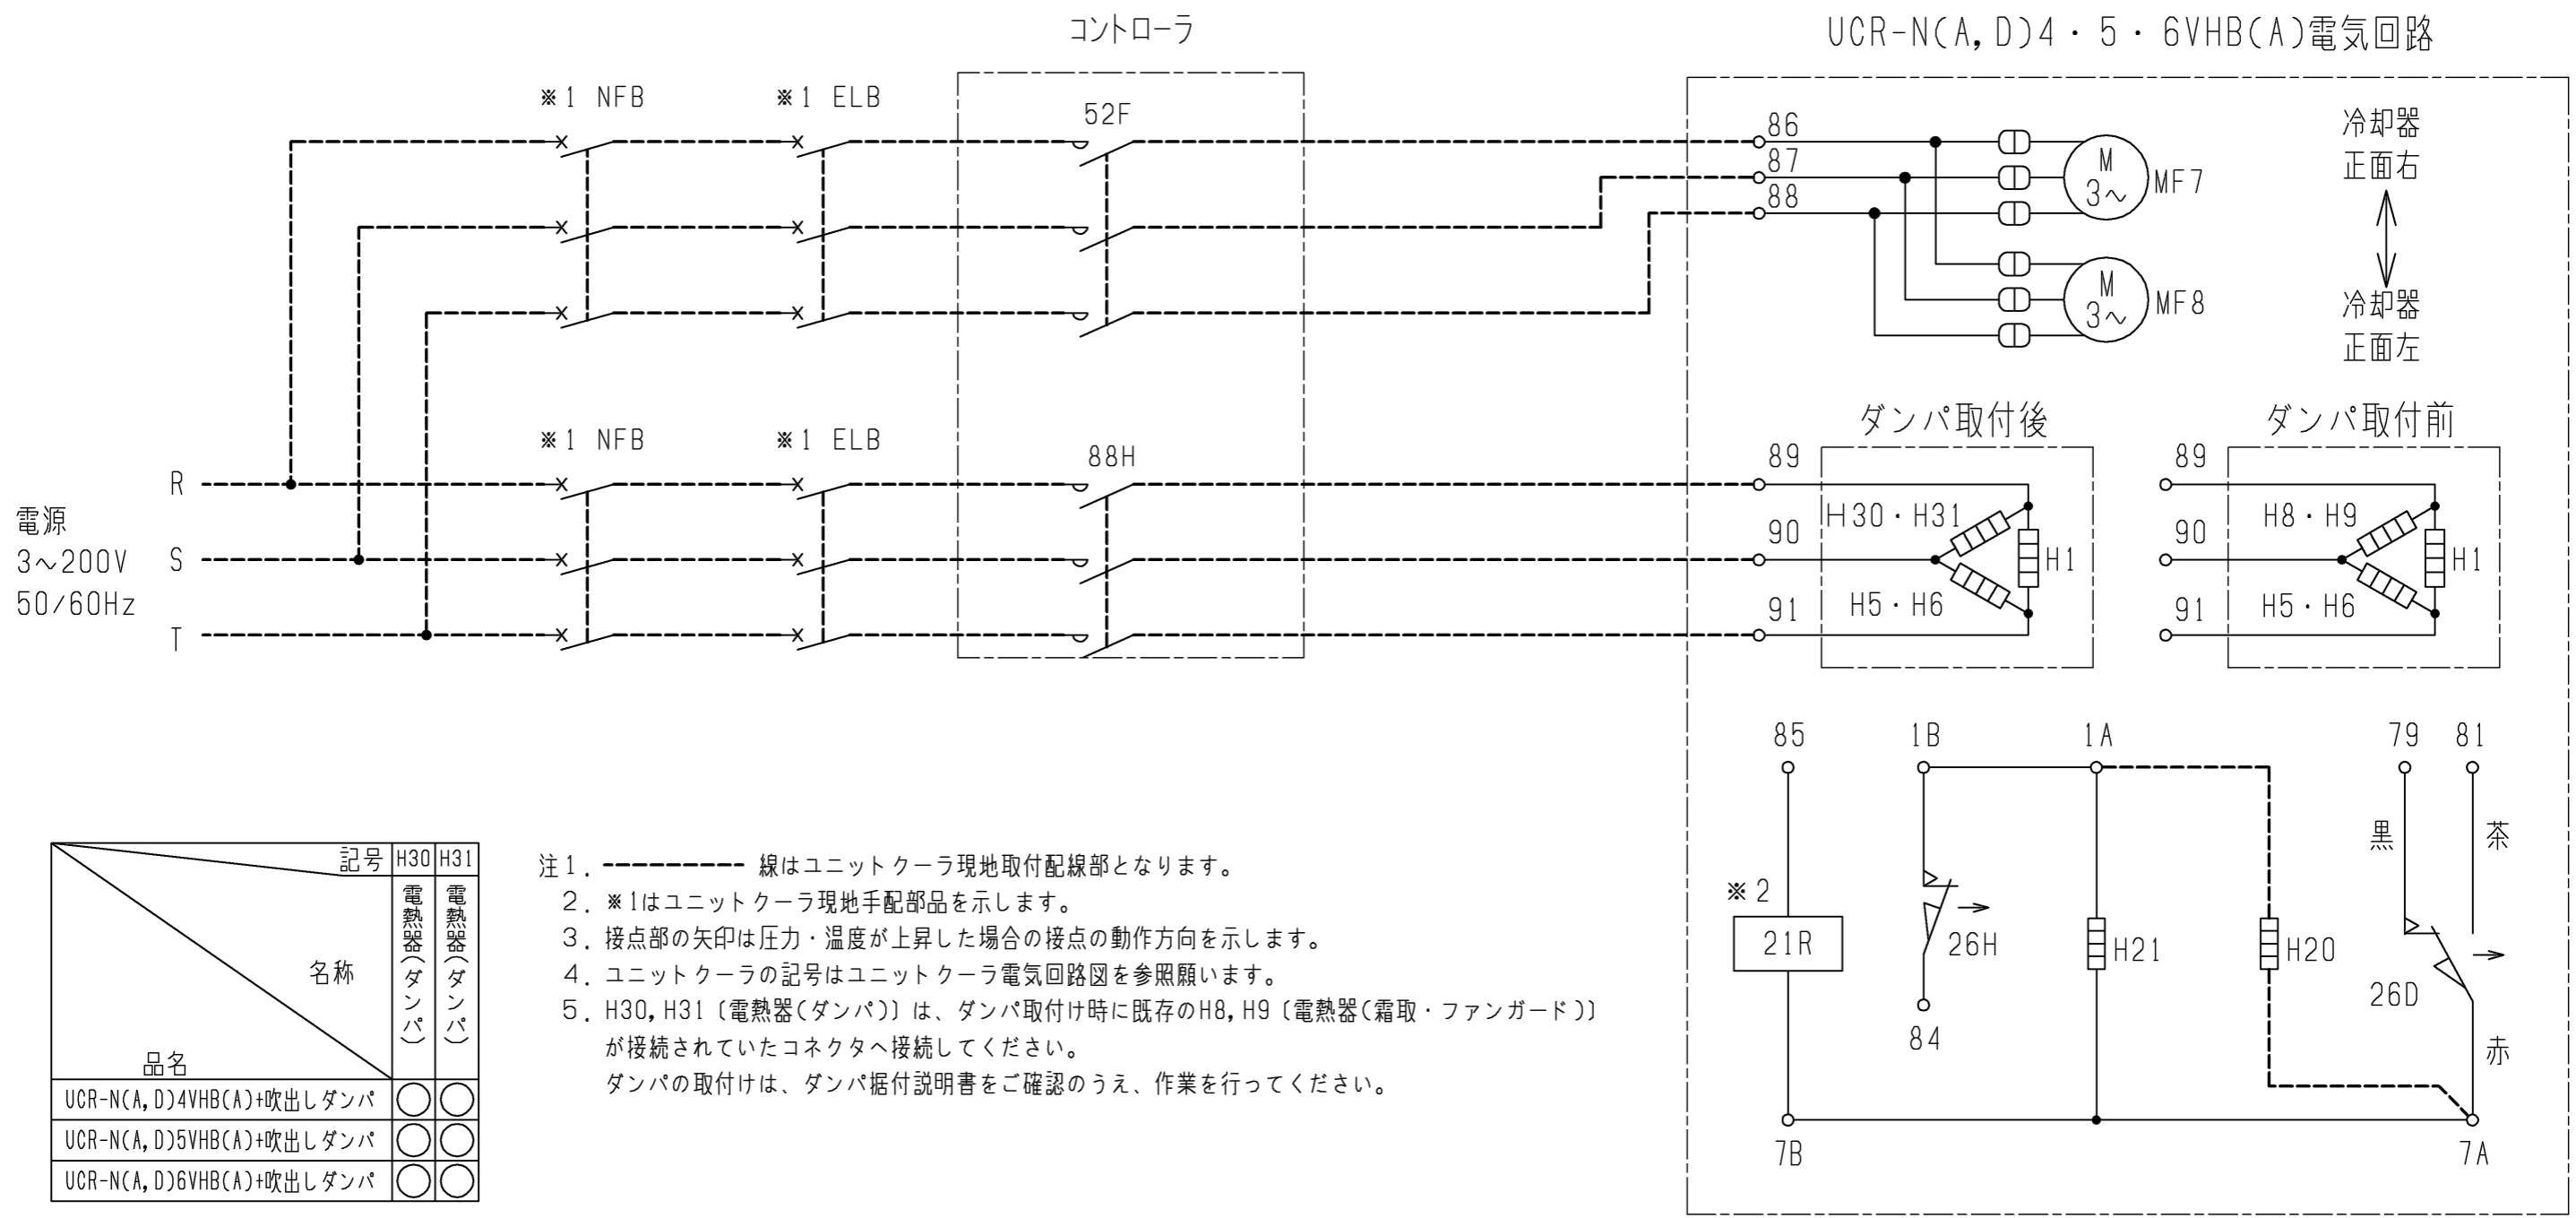 コントローラ
UCR-N(A,D)4・5・6VHB(A)電気回路
※1 NFB
※1 ELB
52F
86
87
88
M
3～
MF7
M
3～
MF8
冷却器
正面右
冷却器
正面左
※1 NFB
※1 ELB
88H
電源
3～200V
50/60Hz
R
S
T
ダンパ取付後
89
90
91
H30・H31
H1
H5・H6
ダンパ取付前
89
90
91
H8・H9
H1
H5・H6
85
1B
1A
79
81
黒
茶
※2
21R
26H
84
H21
H20
26D
赤
7B
7A
記号
H30
H31
名称
電熱器(ダンパ)
電熱器(ダンパ)
品名
UCR-N(A,D)4VHB(A)+吹出しダンパ ○ ○
UCR-N(A,D)5VHB(A)+吹出しダンパ ○ ○
UCR-N(A,D)6VHB(A)+吹出しダンパ ○ ○
注1. 線はユニットクーラ現地取付配線部となります。
2. ※1はユニットクーラ現地手配部品を示します。
3. 接点部の矢印は圧力・温度が上昇した場合の接点の動作方向を示します。
4. ユニットクーラの記号はユニットクーラ電気回路図を参照願います。
5. H30,H31〔電熱器(ダンパ)〕は、ダンパ取付け時に既存のH8,H9〔電熱器(霜取・ファンガード)〕
が接続されていたコネクタへ接続してください。
ダンパの取付けは、ダンパ据付説明書をご確認のうえ、作業を行ってください。